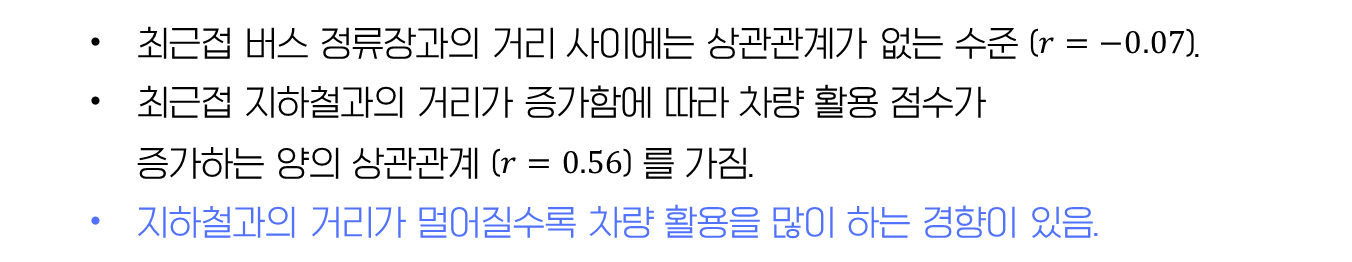 • 최근접 버스 정류장과의 거리 사이에는 상관관계가 없는 수준 (r = −0.07).
• 최근접 지하철과의 거리가 증가함에 따라 차량 활용 점수가
증가하는 양의 상관관계 (r = 0.56) 를 가짐.
• 지하철과의 거리가 멀어질수록 차량 활용을 많이 하는 경향이 있음.